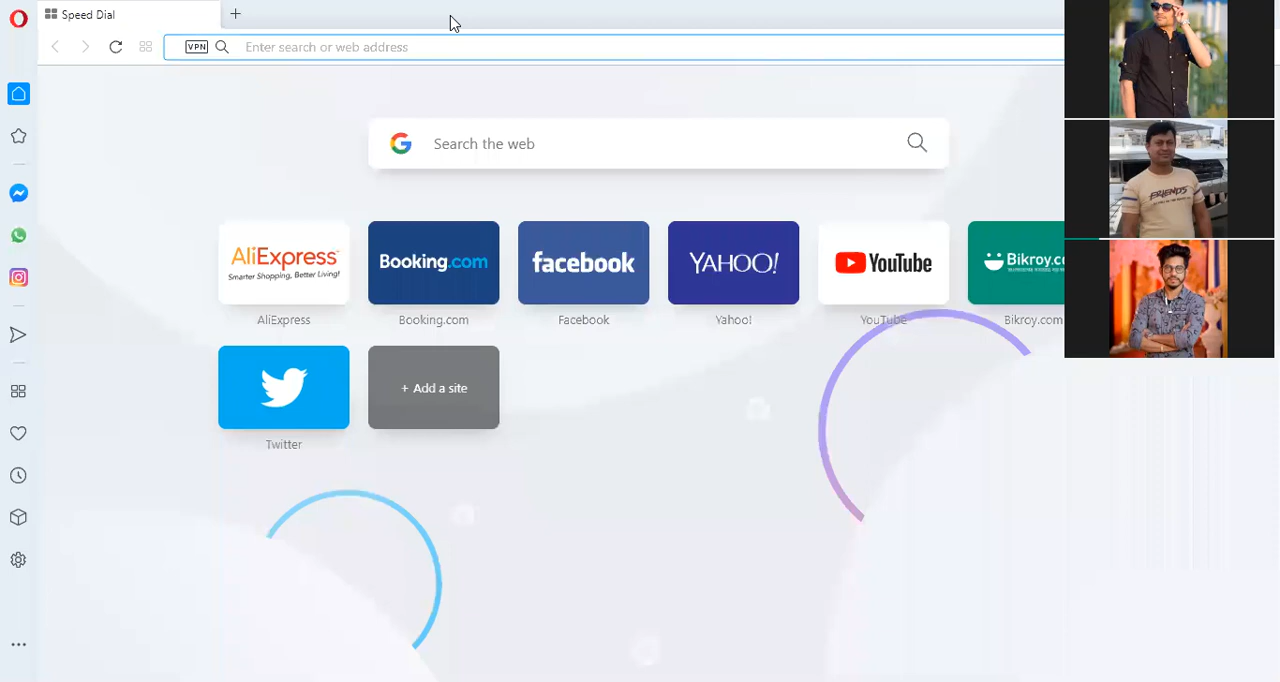 Speed Dial
VPN
Enter search or web address
Search the web
AliExpress
Smarter Shopping, Better Living!
Booking.com
facebook
YAHOO!
YouTube
Bikroy.c
AliExpress
Booking.com
Facebook
Yahoo!
YouTube
Bikroy.com
+ Add a site
Twitter
FRIENDS